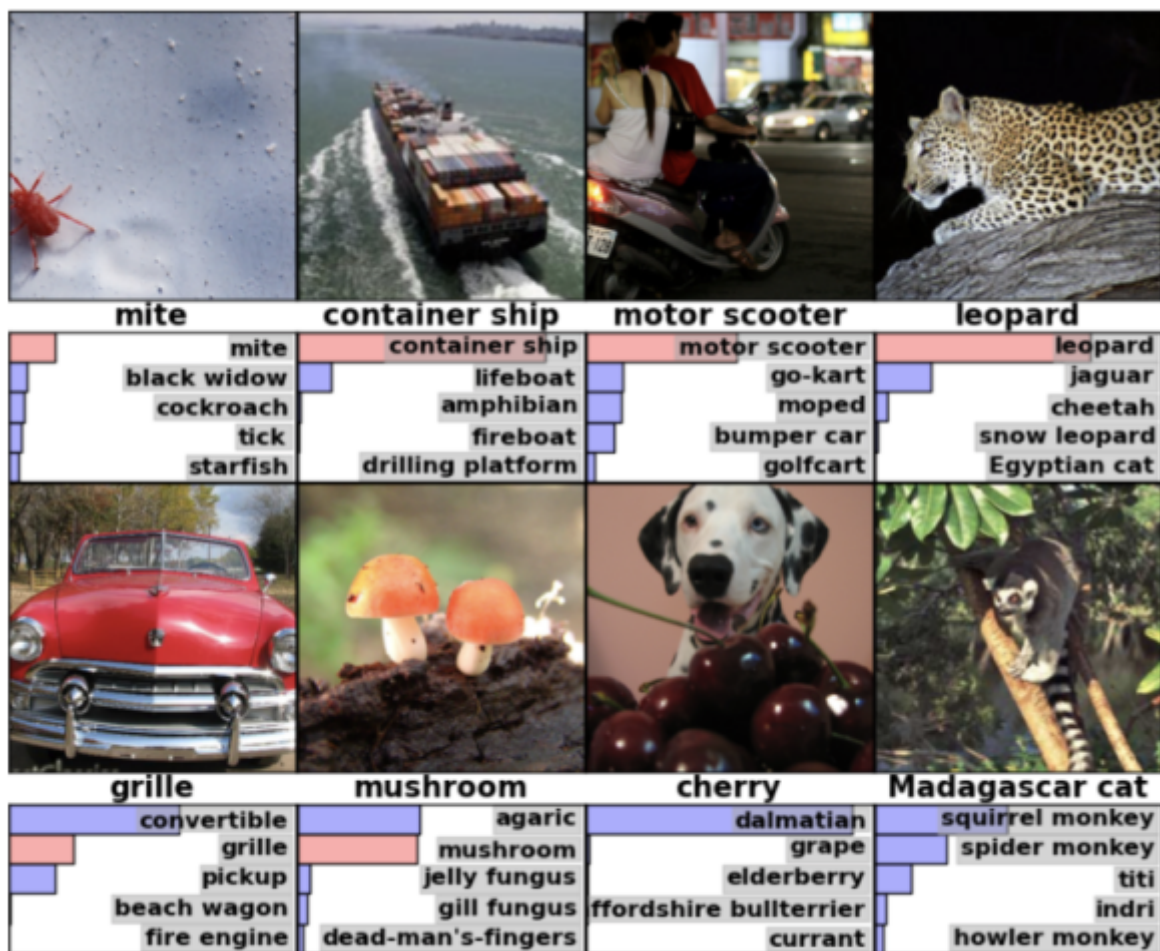 mite
container ship
motor scooter
leopard
mite
black widow
cockroach
tick
starfish
container ship
lifeboat
amphibian
fireboat
drilling platform
motor scooter
go-kart
moped
bumper car
golfcart
leopard
jaguar
cheetah
snow leopard
Egyptian cat
grille
mushroom
cherry
Madagascar cat
convertible
grille
pickup
beach wagon
fire engine
agaric
mushroom
jelly fungus
gill fungus
dead-man's-fingers
dalmatian
grape
elderberry
ffordshire bullterrier
currant
squirrel monkey
spider monkey
titi
indri
howler monkey